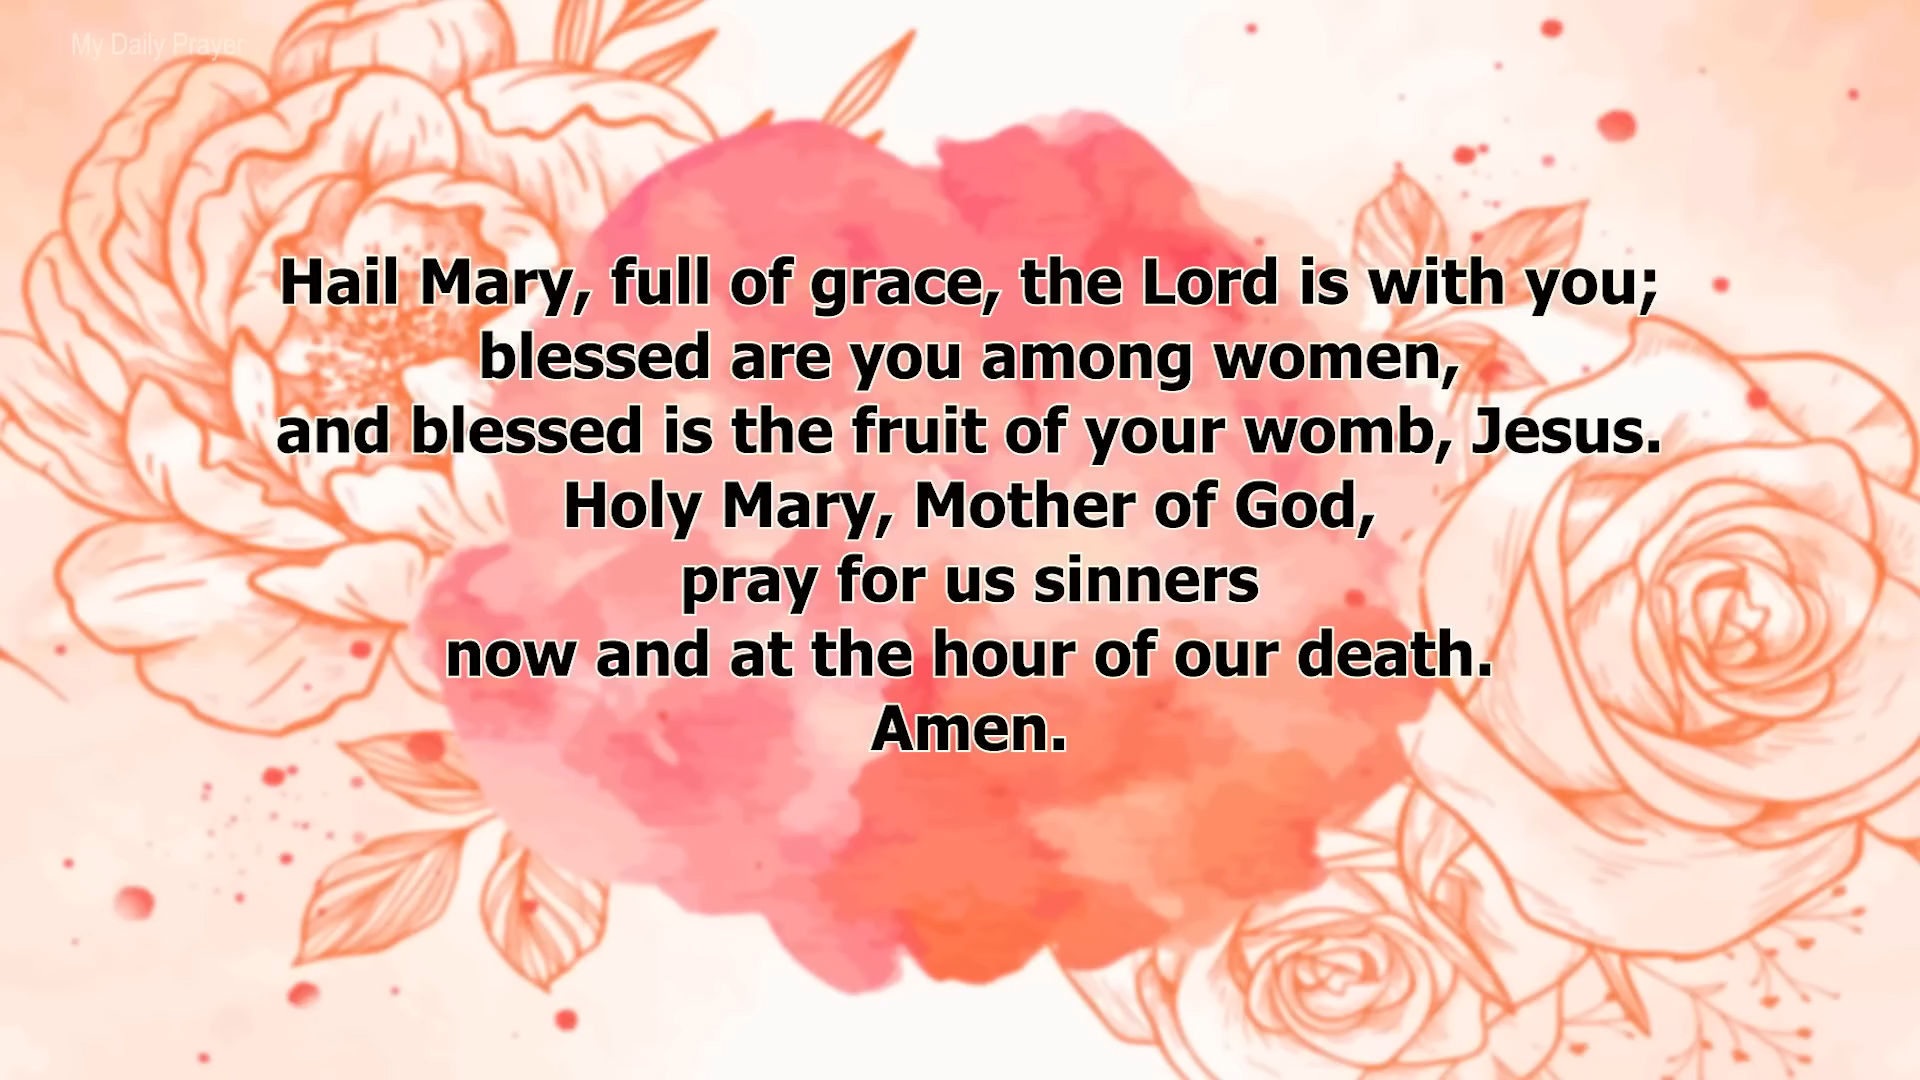 My Daily Prayer
Hail Mary, full of grace, the Lord is with you;
blessed are you among women,
and blessed is the fruit of your womb, Jesus.
Holy Mary, Mother of God,
pray for us sinners
now and at the hour of our death.
Amen.